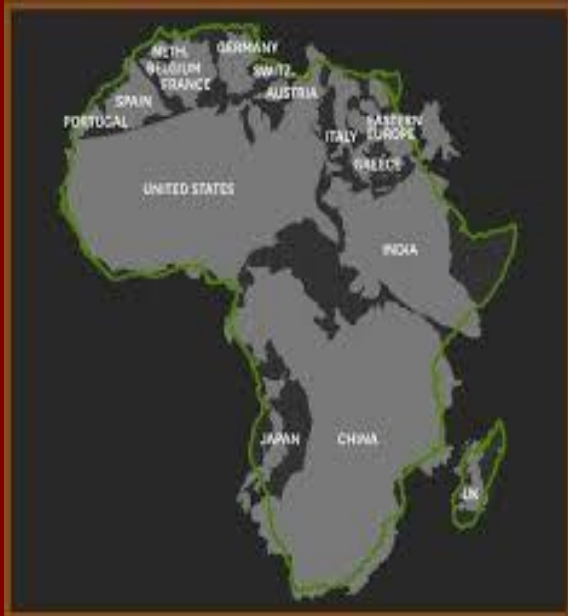 NETH.
BELGIUM
FRANCE
GERMANY
SWITZ.
AUSTRIA
SPAIN
PORTUGAL
ITALY
EASTERN
EUROPE
GREECE
UNITED STATES
INDIA
JAPAN
CHINA
UK